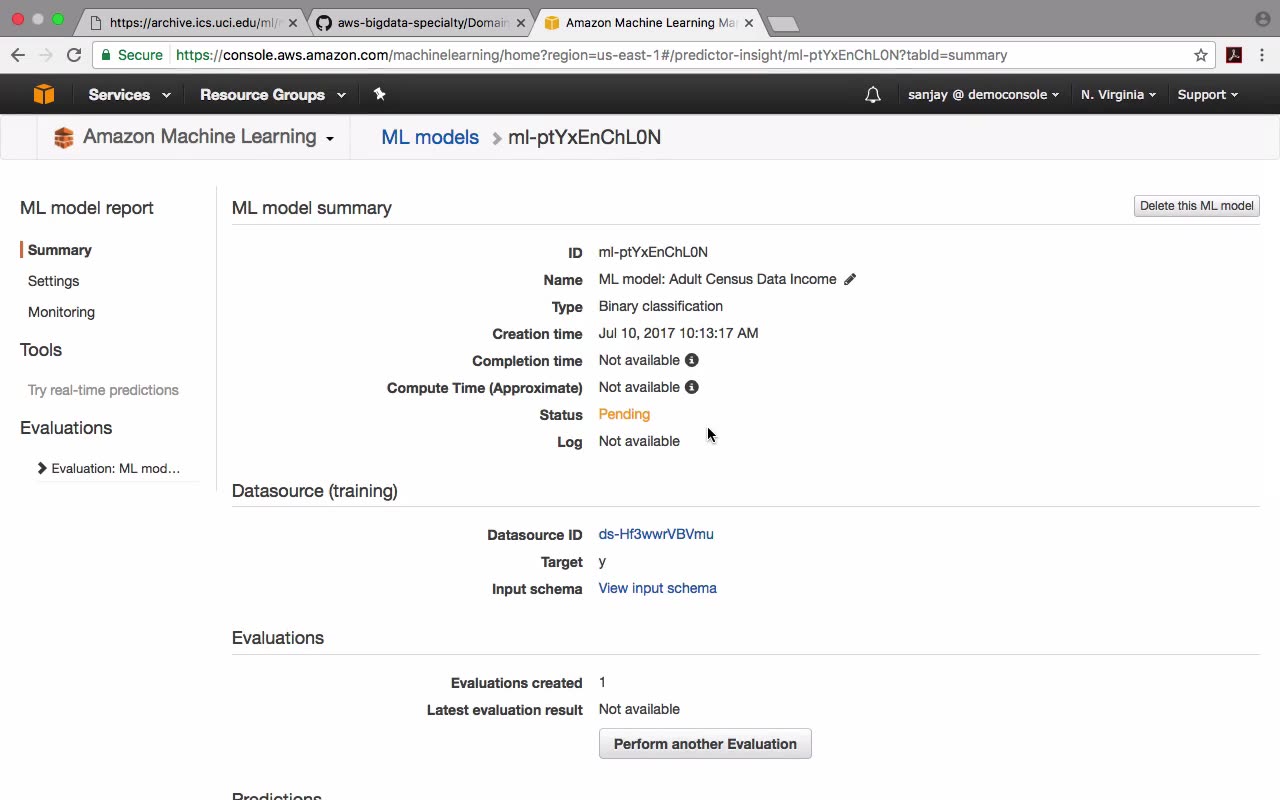 https://archive.ics.uci.edu/ml/
aws-bigdata-specialty/Domain
Amazon Machine Learning Ma
Secure
https://console.aws.amazon.com/machinelearning/home?region=us-east-1#/predictor-insight/ml-ptYxEnChL0N?tabId=summary
Services
Resource Groups
sanjay @ democonsole
N. Virginia
Support
Amazon Machine Learning
ML models
ml-ptYxEnChL0N
ML model report
Summary
Settings
Monitoring
Tools
Try real-time predictions
Evaluations
Evaluation: ML mod...
ML model summary
Delete this ML model
ID ml-ptYxEnChL0N
Name ML model: Adult Census Data Income
Type Binary classification
Creation time Jul 10, 2017 10:13:17 AM
Completion time Not available
Compute Time (Approximate) Not available
Status Pending
Log Not available
Datasource (training)
Datasource ID ds-Hf3wwrVBVmu
Target y
Input schema View input schema
Evaluations
Evaluations created 1
Latest evaluation result Not available
Perform another Evaluation
Predictions